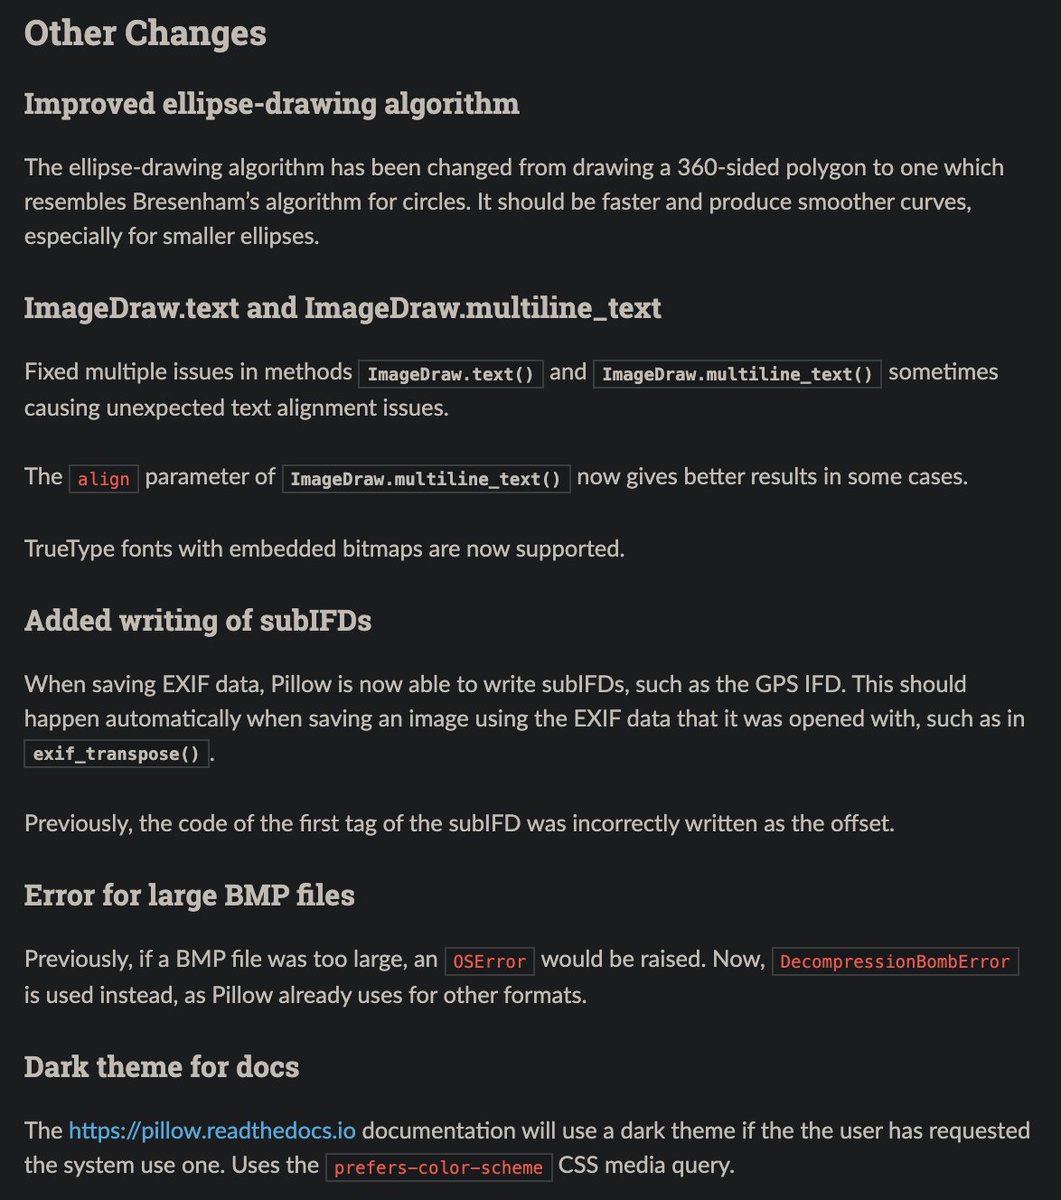 Other Changes
Improved ellipse-drawing algorithm
The ellipse-drawing algorithm has been changed from drawing a 360-sided polygon to one which
resembles Bresenham’s algorithm for circles. It should be faster and produce smoother curves,
especially for smaller ellipses.
ImageDraw.text and ImageDraw.multiline_text
Fixed multiple issues in methods ImageDraw.text() and ImageDraw.multiline_text() sometimes
causing unexpected text alignment issues.
The align parameter of ImageDraw.multiline_text() now gives better results in some cases.
TrueType fonts with embedded bitmaps are now supported.
Added writing of subIFDs
When saving EXIF data, Pillow is now able to write subIFDs, such as the GPS IFD. This should
happen automatically when saving an image using the EXIF data that it was opened with, such as in
exif_transpose().
Previously, the code of the first tag of the subIFD was incorrectly written as the offset.
Error for large BMP files
Previously, if a BMP file was too large, an OSError would be raised. Now, DecompressionBombError
is used instead, as Pillow already uses for other formats.
Dark theme for docs
The https://pillow.readthedocs.io documentation will use a dark theme if the the user has requested
the system use one. Uses the prefers-color-scheme CSS media query.